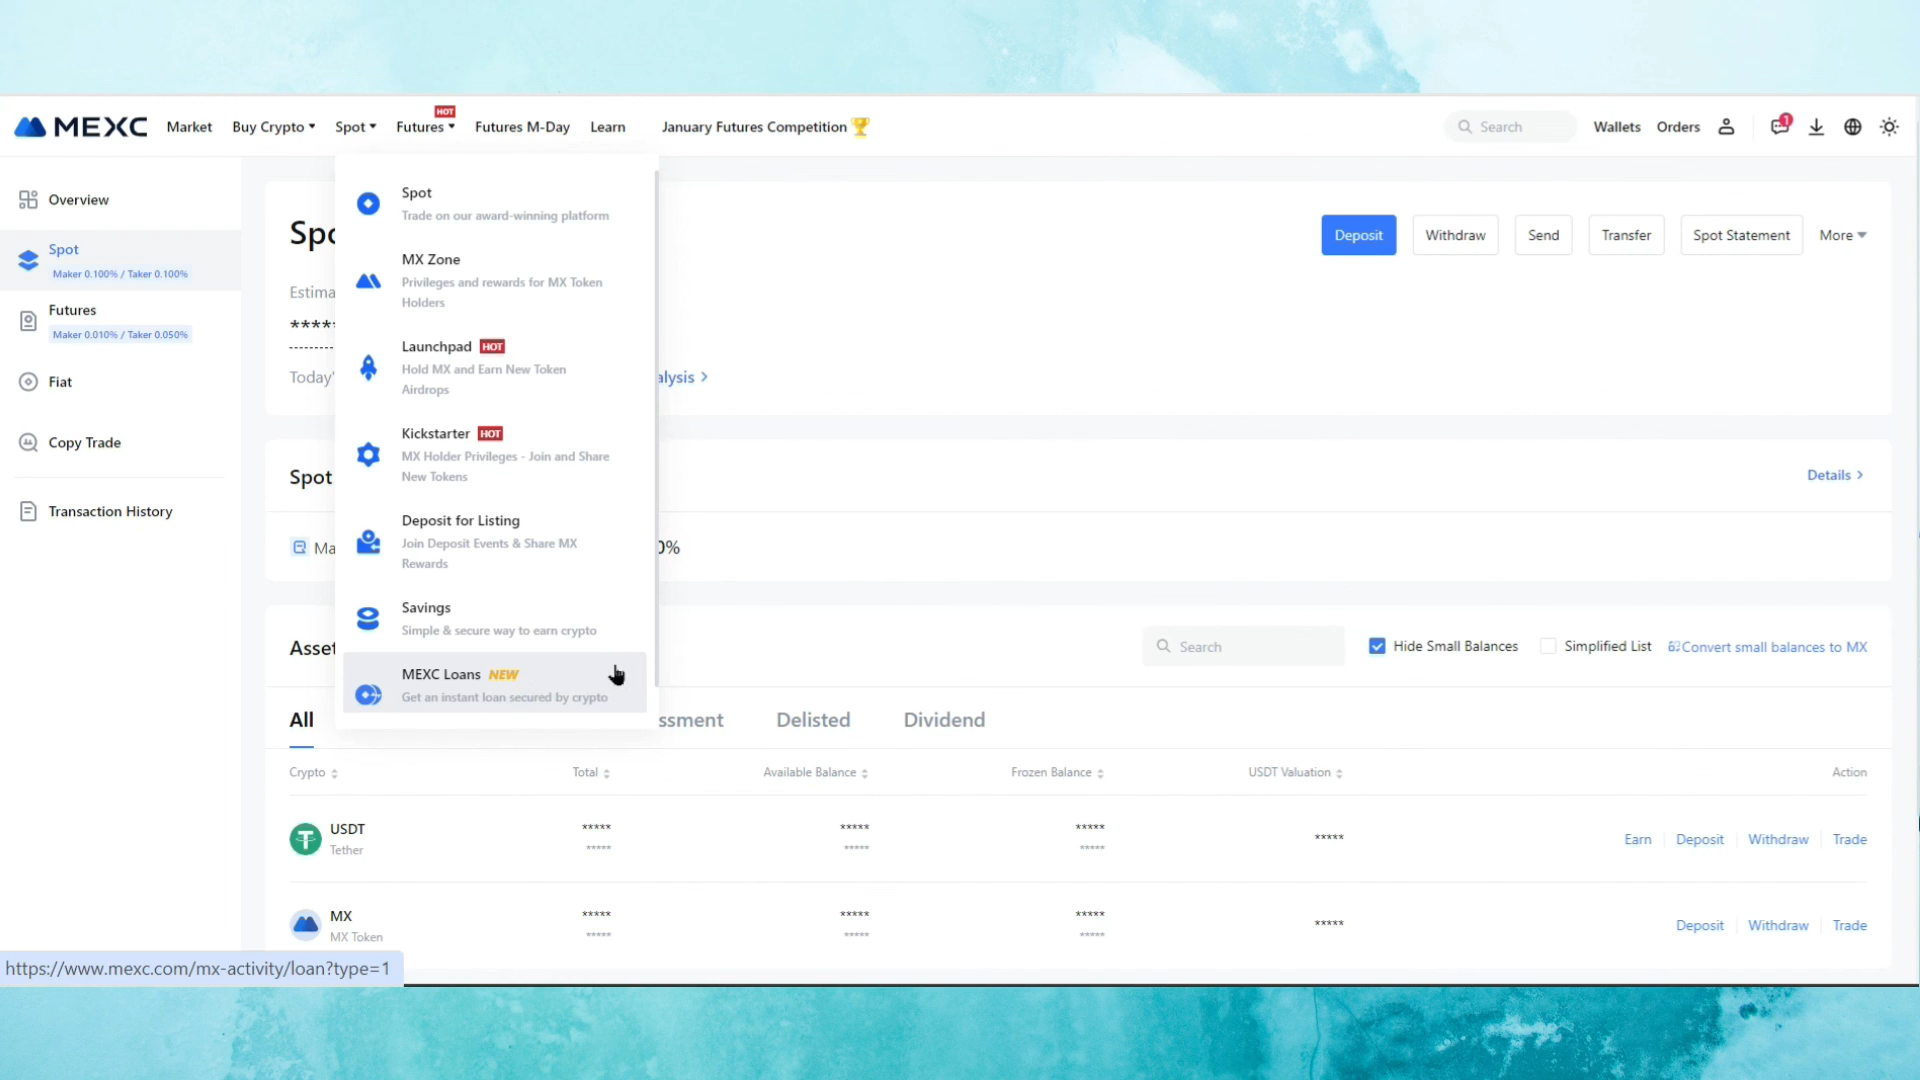 MEXC
Market
Buy Crypto
Spot
Futures
HOT
Futures M-Day
Learn
January Futures Competition
Search
Wallets
Orders
1
Overview
Spot
Maker 0.100% / Taker 0.100%
Futures
Maker 0.010% / Taker 0.050%
Fiat
Copy Trade
Transaction History
Spot
Trade on our award-winning platform
MX Zone
Privileges and rewards for MX Token
Holders
Launchpad HOT
Hold MX and Earn New Token
Airdrops
Kickstarter HOT
MX Holder Privileges - Join and Share
New Tokens
Deposit for Listing
Join Deposit Events & Share MX
Rewards
Savings
Simple & secure way to earn crypto
MEXC Loans NEW
Get an instant loan secured by crypto
Deposit
Withdraw
Send
Transfer
Spot Statement
More
*****
Today'
alysis >
Spot
Details >
0%
Search
Hide Small Balances
Simplified List
Convert small balances to MX
All
ssment
Delisted
Dividend
Crypto
Total
Available Balance
Frozen Balance
USDT Valuation
Action
USDT
Tether
*****
*****
*****
*****
*****
*****
*****
Earn
Deposit
Withdraw
Trade
MX
MX Token
*****
*****
*****
*****
*****
*****
*****
Deposit
Withdraw
Trade
https://www.mexc.com/mx-activity/loan?type=1